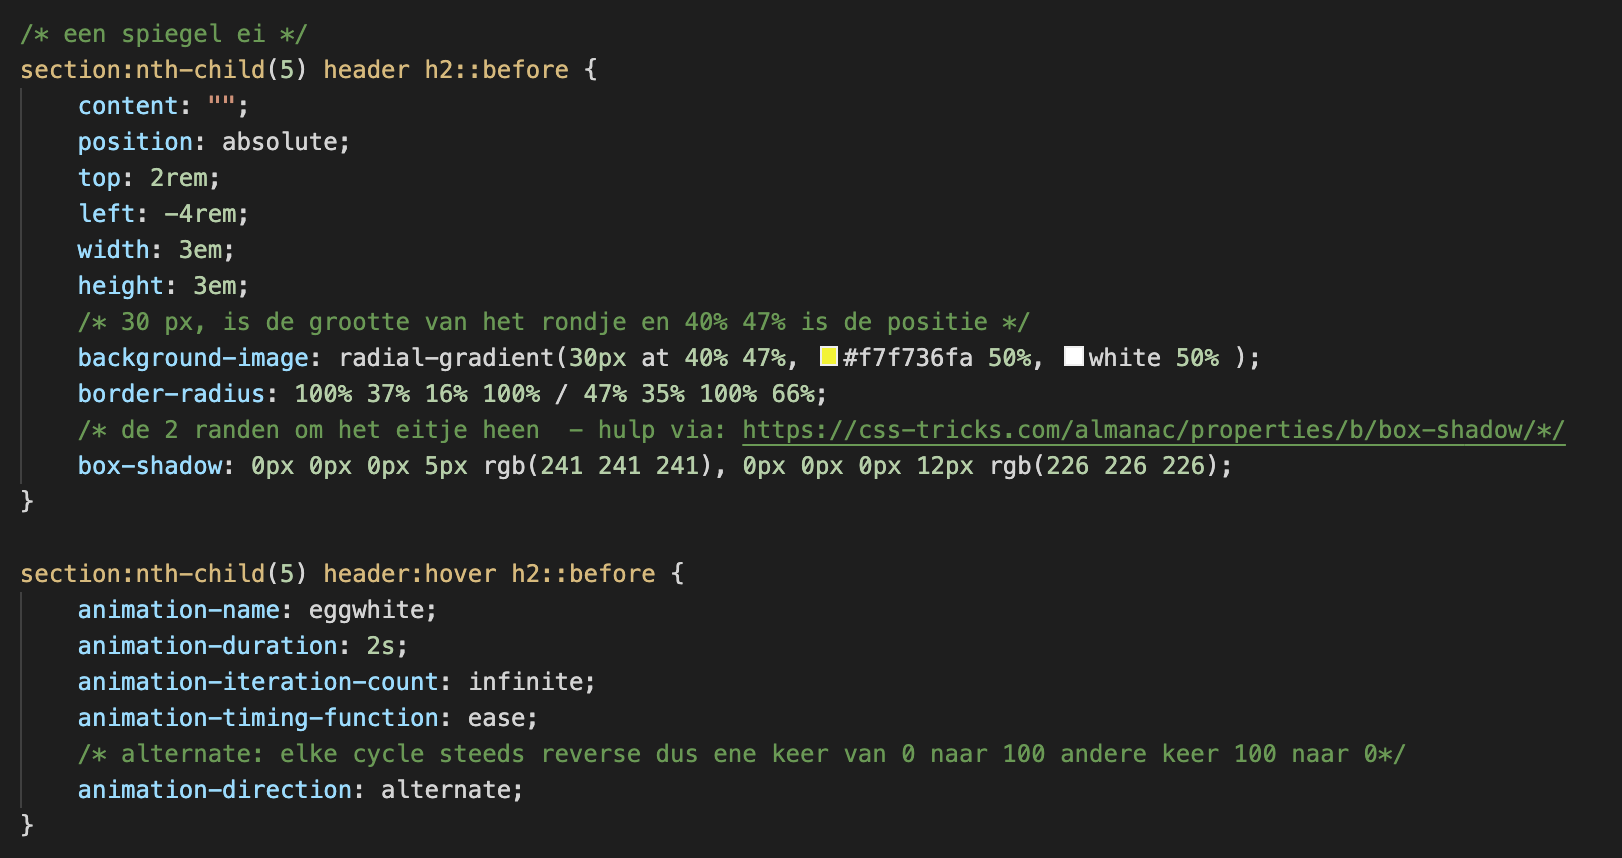 /* een spiegel ei */
section:nth-child(5) header h2::before {
content: "";
position: absolute;
top: 2rem;
left: -4rem;
width: 3em;
height: 3em;
/* 30 px, is de grootte van het rondje en 40% 47% is de positie */
background-image: radial-gradient(30px at 40% 47%, #f7f736fa 50%, white 50% );
border-radius: 100% 37% 16% 100% / 47% 35% 100% 66%;
/* de 2 randen om het eitje heen  - hulp via: https://css-tricks.com/almanac/properties/b/box-shadow/*/
box-shadow: 0px 0px 0px 5px rgb(241 241 241), 0px 0px 0px 12px rgb(226 226 226);
}
section:nth-child(5) header:hover h2::before {
animation-name: eggwhite;
animation-duration: 2s;
animation-iteration-count: infinite;
animation-timing-function: ease;
/* alternate: elke cycle steeds reverse dus ene keer van 0 naar 100 andere keer 100 naar 0*/
animation-direction: alternate;
}